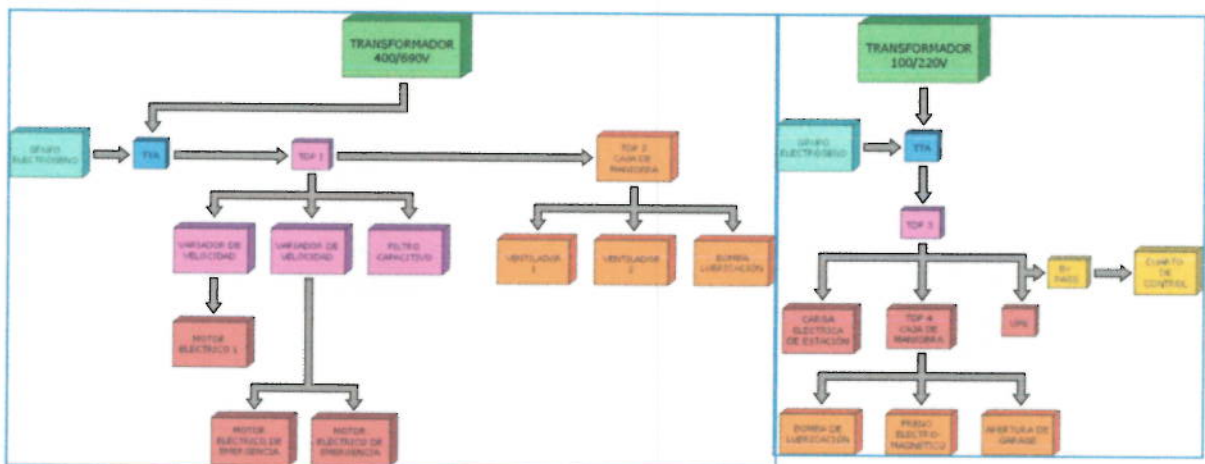 TRANSFORMADOR
400/690V
GRUPO
ELECTRÓGENO
TTA
TDP 1
TDP 2
CAJA DE
MANIOBRA
VARIADOR DE
VELOCIDAD
VARIADOR DE
VELOCIDAD
FILTRO
CAPACITIVO
VENTILADOR
1
VENTILADOR
2
BOMBA
LUBRICACIÓN
MOTOR
ELÉCTRICO 1
MOTOR
ELÉCTRICO DE
EMERGENCIA
MOTOR
ELÉCTRICO DE
EMERGENCIA
TRANSFORMADOR
100/220V
GRUPO
ELECTRÓGENO
TTA
TDP 3
BY
PASS
CUARTO
DE
CONTROL
CARGA
ELÉCTRICA
DE ESTACIÓN
TDP 4
CAJA DE
MANIOBRA
UPS
BOMBA DE
LUBRICACIÓN
FRENO
ELECTRO-
MAGNÉTICO
APERTURA DE
GARAGE